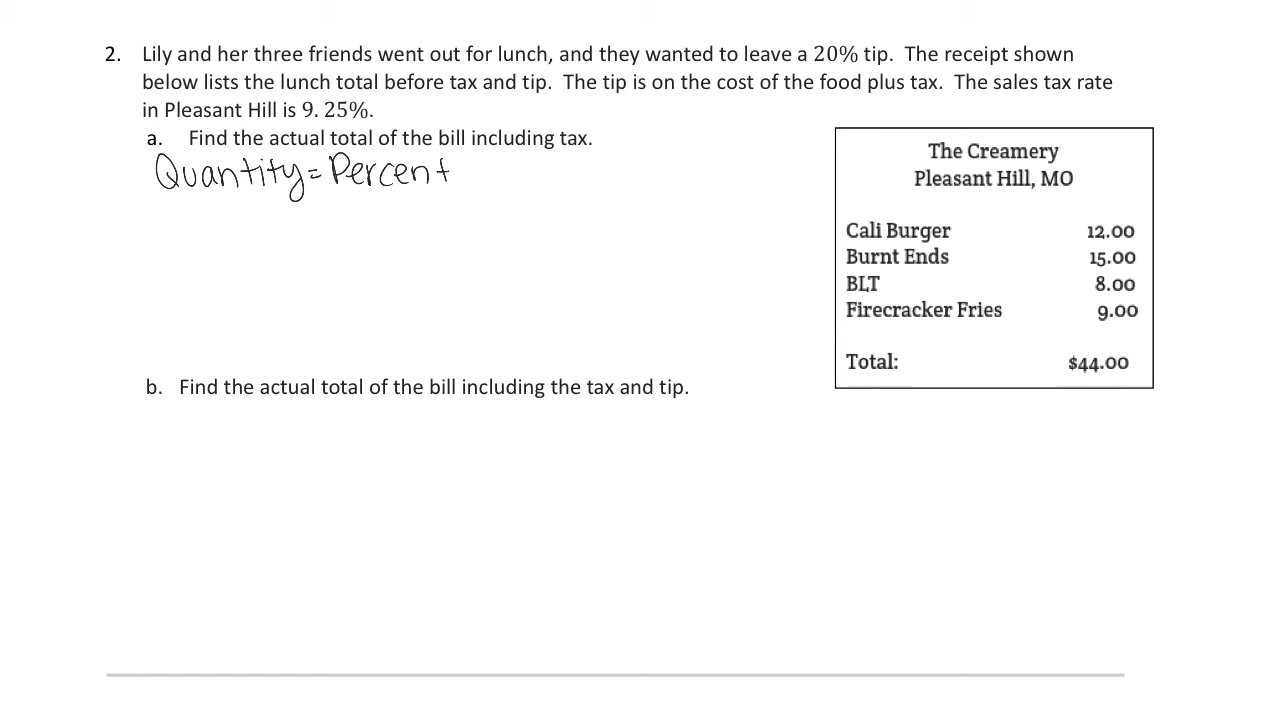 2. Lily and her three friends went out for lunch, and they wanted to leave a 20% tip. The receipt shown
below lists the lunch total before tax and tip. The tip is on the cost of the food plus tax. The sales tax rate
in Pleasant Hill is 9. 25%.
a. Find the actual total of the bill including tax.
Quantity = Percent
The Creamery
Pleasant Hill, MO
Cali Burger 12.00
Burnt Ends 15.00
BLT 8.00
Firecracker Fries 9.00
Total: $44.00
b. Find the actual total of the bill including the tax and tip.